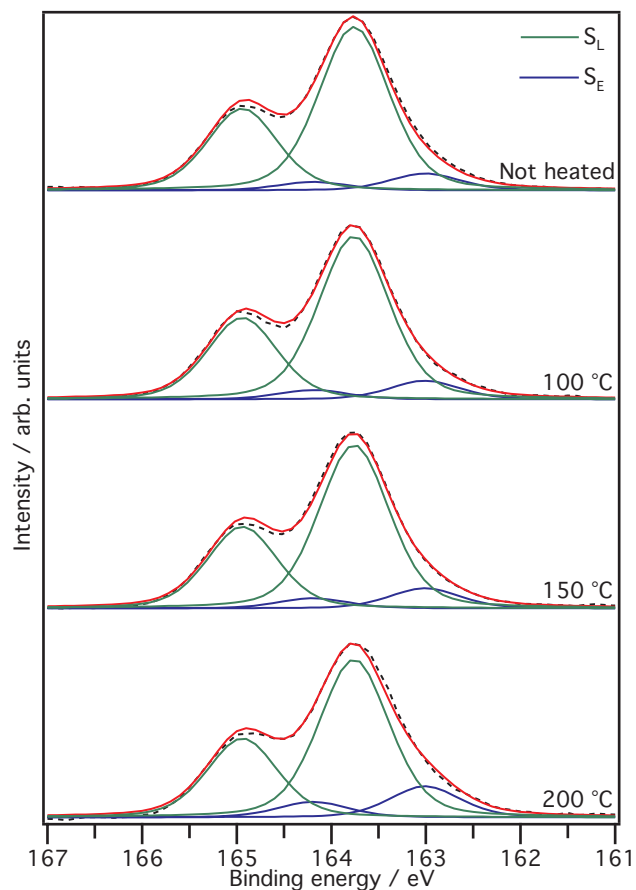 S_L
S_E
Not heated
100 °C
150 °C
200 °C
Intensity / arb. units
167 166 165 164 163 162 161
Binding energy / eV